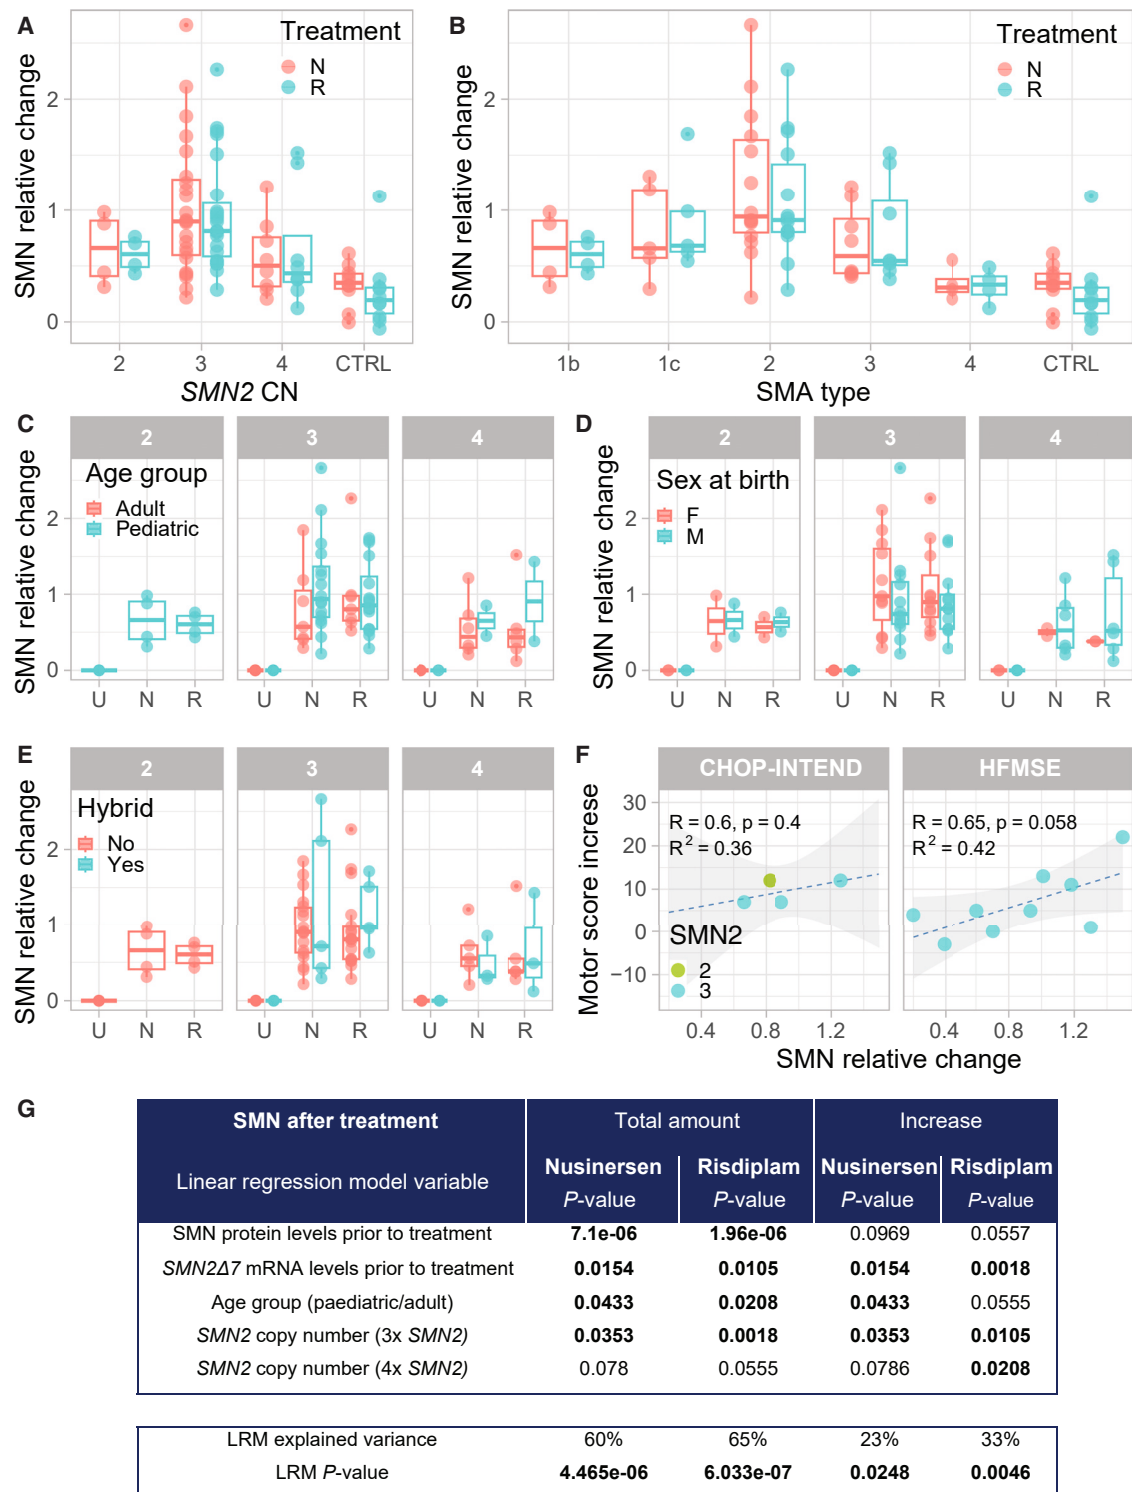 A
SMN relative change
2
1
0
Treatment
N
R
2
3
4
CTRL
SMN2 CN
B
SMN relative change
2
1
0
Treatment
N
R
1b
1c
2
3
4
CTRL
SMA type
C
SMN relative change
2
3
4
Age group
Adult
Pediatric
2
1
0
U
N
R
U
N
R
U
N
R
D
SMN relative change
2
3
4
Sex at birth
F
M
2
1
0
U
N
R
U
N
R
U
N
R
E
SMN relative change
2
3
4
Hybrid
No
Yes
2
1
0
U
N
R
U
N
R
U
N
R
F
Motor score increse
CHOP-INTEND
HFMSE
30
20
10
0
−10
R = 0.6, p = 0.4
R² = 0.36
R = 0.65, p = 0.058
R² = 0.42
SMN2
2
3
0.4
0.8
1.2
0.4
0.8
1.2
SMN relative change
G
SMN after treatment
Total amount
Increase
Linear regression model variable
Nusinersen P-value
Risdiplam P-value
Nusinersen P-value
Risdiplam P-value
SMN protein levels prior to treatment 7.1e-06 1.96e-06 0.0969 0.0557
SMN2Δ7 mRNA levels prior to treatment 0.0154 0.0105 0.0154 0.0018
Age group (paediatric/adult) 0.0433 0.0208 0.0433 0.0555
SMN2 copy number (3x SMN2) 0.0353 0.0018 0.0353 0.0105
SMN2 copy number (4x SMN2) 0.078 0.0555 0.0786 0.0208
LRM explained variance 60% 65% 23% 33%
LRM P-value 4.465e-06 6.033e-07 0.0248 0.0046